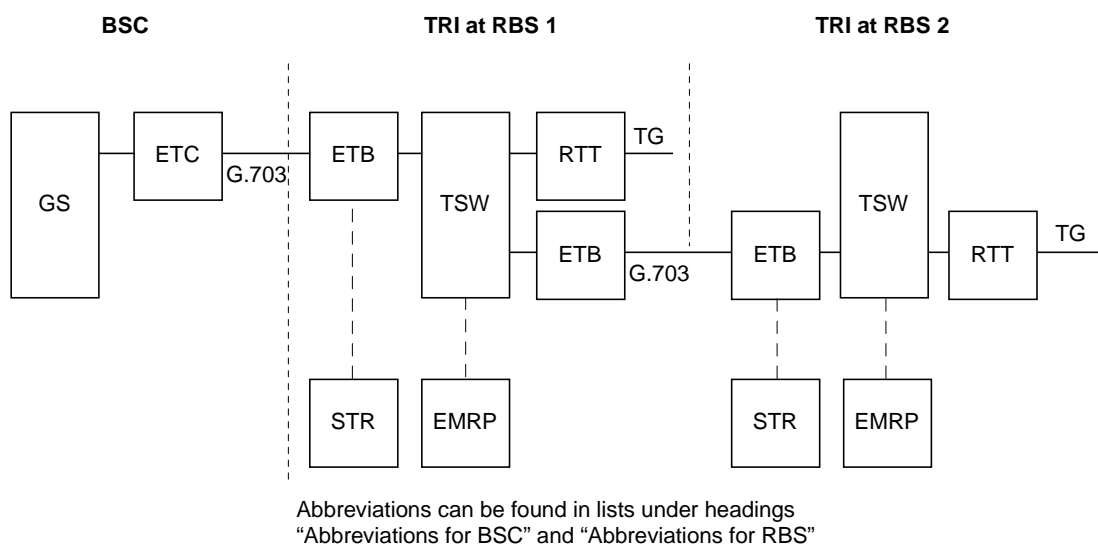 BSC
TRI at RBS 1
TRI at RBS 2
GS
ETC
G.703
ETB
TSW
RTT
TG
ETB
G.703
ETB
TSW
RTT
TG
STR
EMRP
STR
EMRP
Abbreviations can be found in lists under headings
“Abbreviations for BSC” and “Abbreviations for RBS”